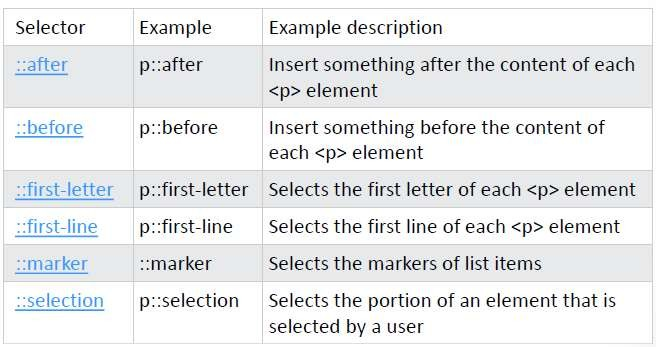 Selector Example Example description
::after p::after Insert something after the content of each
<p> element
::before p::before Insert something before the content of
each <p> element
::first-letter p::first-letter Selects the first letter of each <p> element
::first-line p::first-line Selects the first line of each <p> element
::marker ::marker Selects the markers of list items
::selection p::selection Selects the portion of an element that is
selected by a user